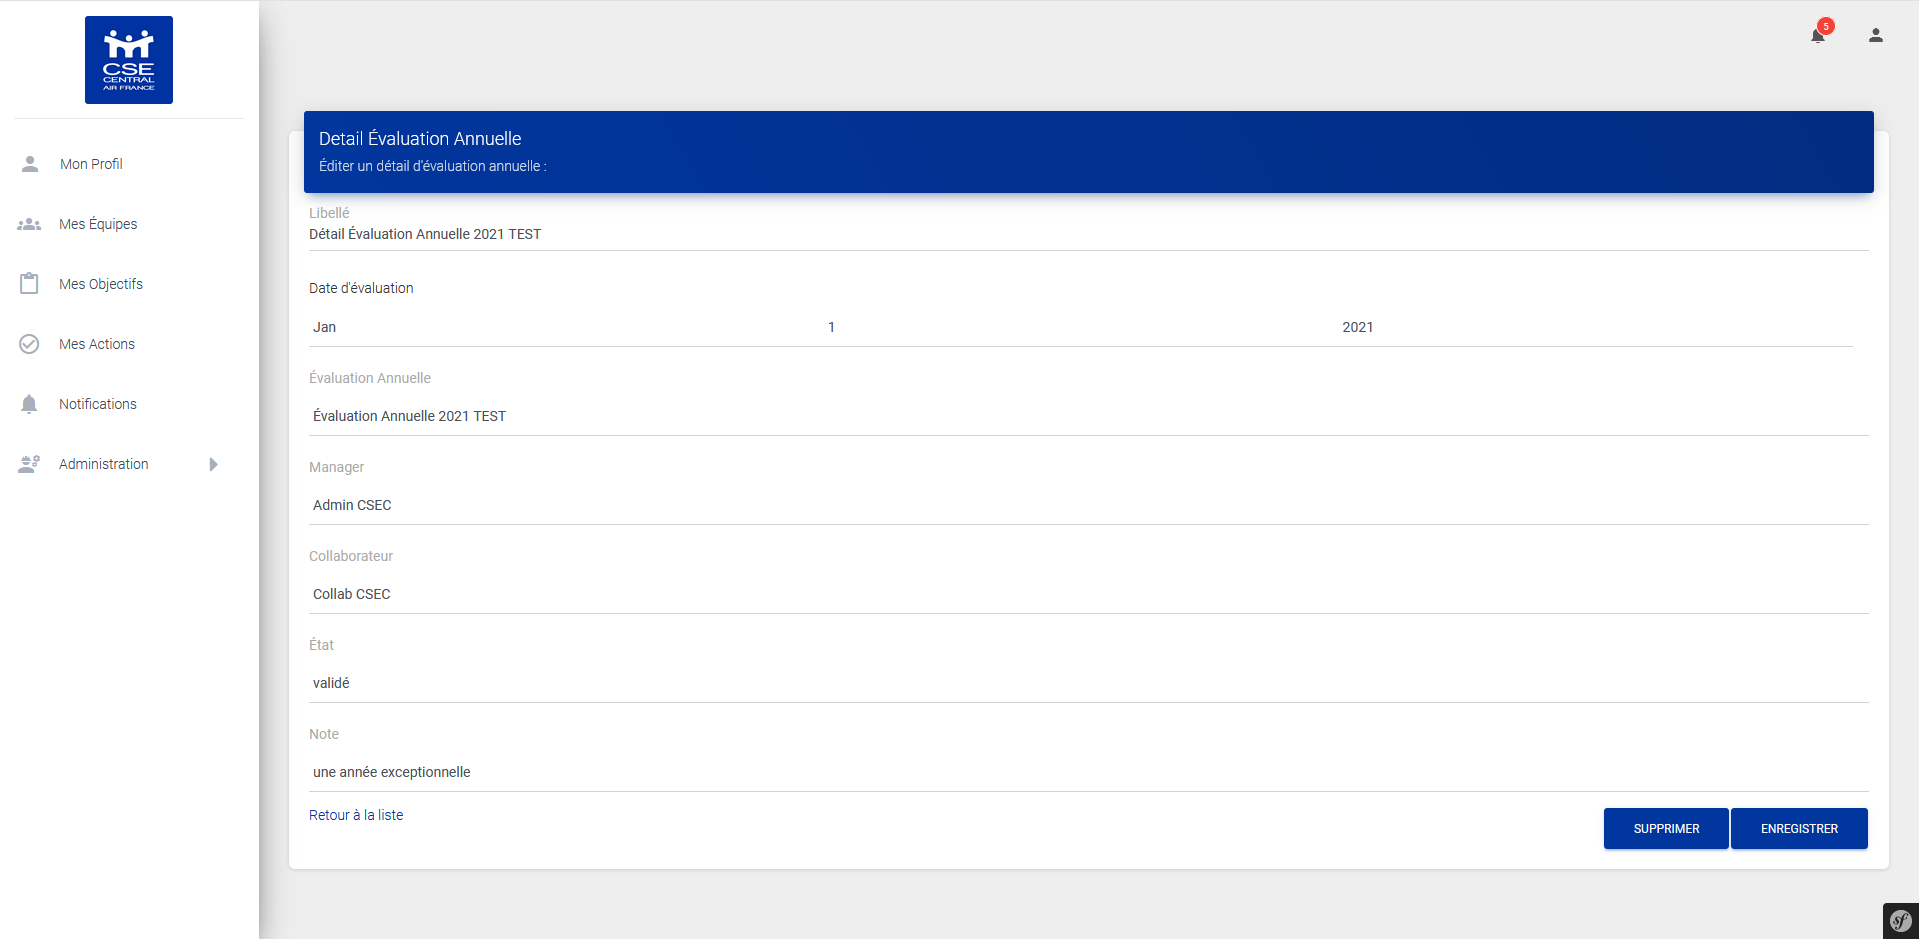 CSE
CENTRAL
AIR FRANCE
Mon Profil
Mes Équipes
Mes Objectifs
Mes Actions
Notifications
Administration
5
Detail Évaluation Annuelle
Éditer un détail d'évaluation annuelle :
Libellé
Détail Évaluation Annuelle 2021 TEST
Date d'évaluation
Jan 1 2021
Évaluation Annuelle
Évaluation Annuelle 2021 TEST
Manager
Admin CSEC
Collaborateur
Collab CSEC
État
validé
Note
une année exceptionnelle
Retour à la liste
SUPPRIMER ENREGISTRER
sf